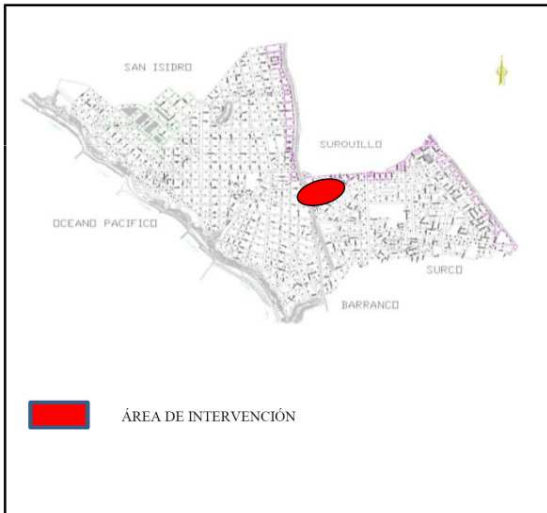 SAN ISIDRO
SURQUILLO
OCEANO PACIFICO
SURCO
BARRANCO
ÁREA DE INTERVENCIÓN